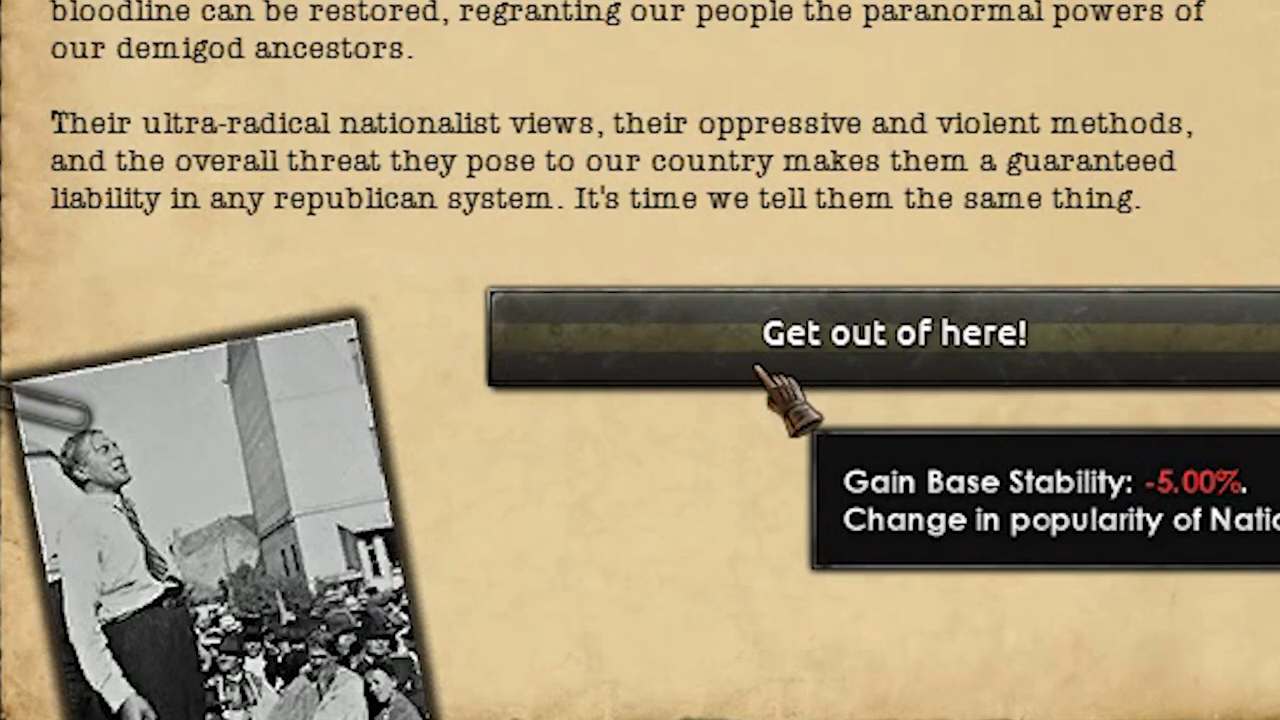 bloodline can be restored, regranting our people the paranormal powers of
our demigod ancestors.
Their ultra-radical nationalist views, their oppressive and violent methods,
and the overall threat they pose to our country makes them a guaranteed
liability in any republican system. It's time we tell them the same thing.
Get out of here!
Gain Base Stability: -5.00%.
Change in popularity of